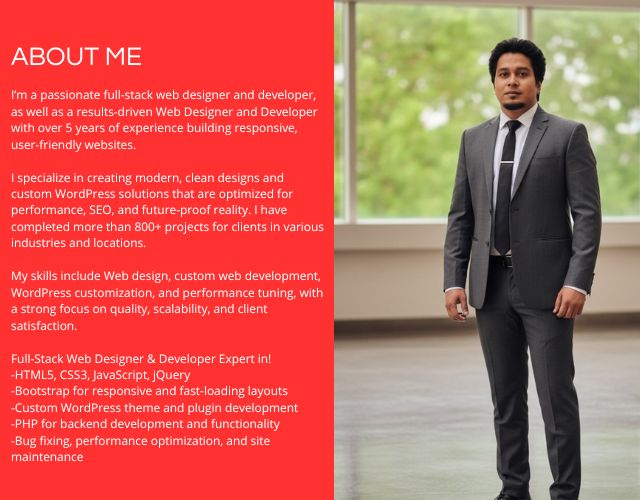 ABOUT ME
I'm a passionate full-stack web designer and developer,
as well as a results-driven Web Designer and Developer
with over 5 years of experience building responsive,
user-friendly websites.
I specialize in creating modern, clean designs and
custom WordPress solutions that are optimized for
performance, SEO, and future-proof reality. I have
completed more than 800+ projects for clients in various
industries and locations.
My skills include Web design, custom web development,
WordPress customization, and performance tuning, with
a strong focus on quality, scalability, and client
satisfaction.
Full-Stack Web Designer & Developer Expert in!
-HTML5, CSS3, JavaScript, jQuery
-Bootstrap for responsive and fast-loading layouts
-Custom WordPress theme and plugin development
-PHP for backend development and functionality
-Bug fixing, performance optimization, and site
maintenance